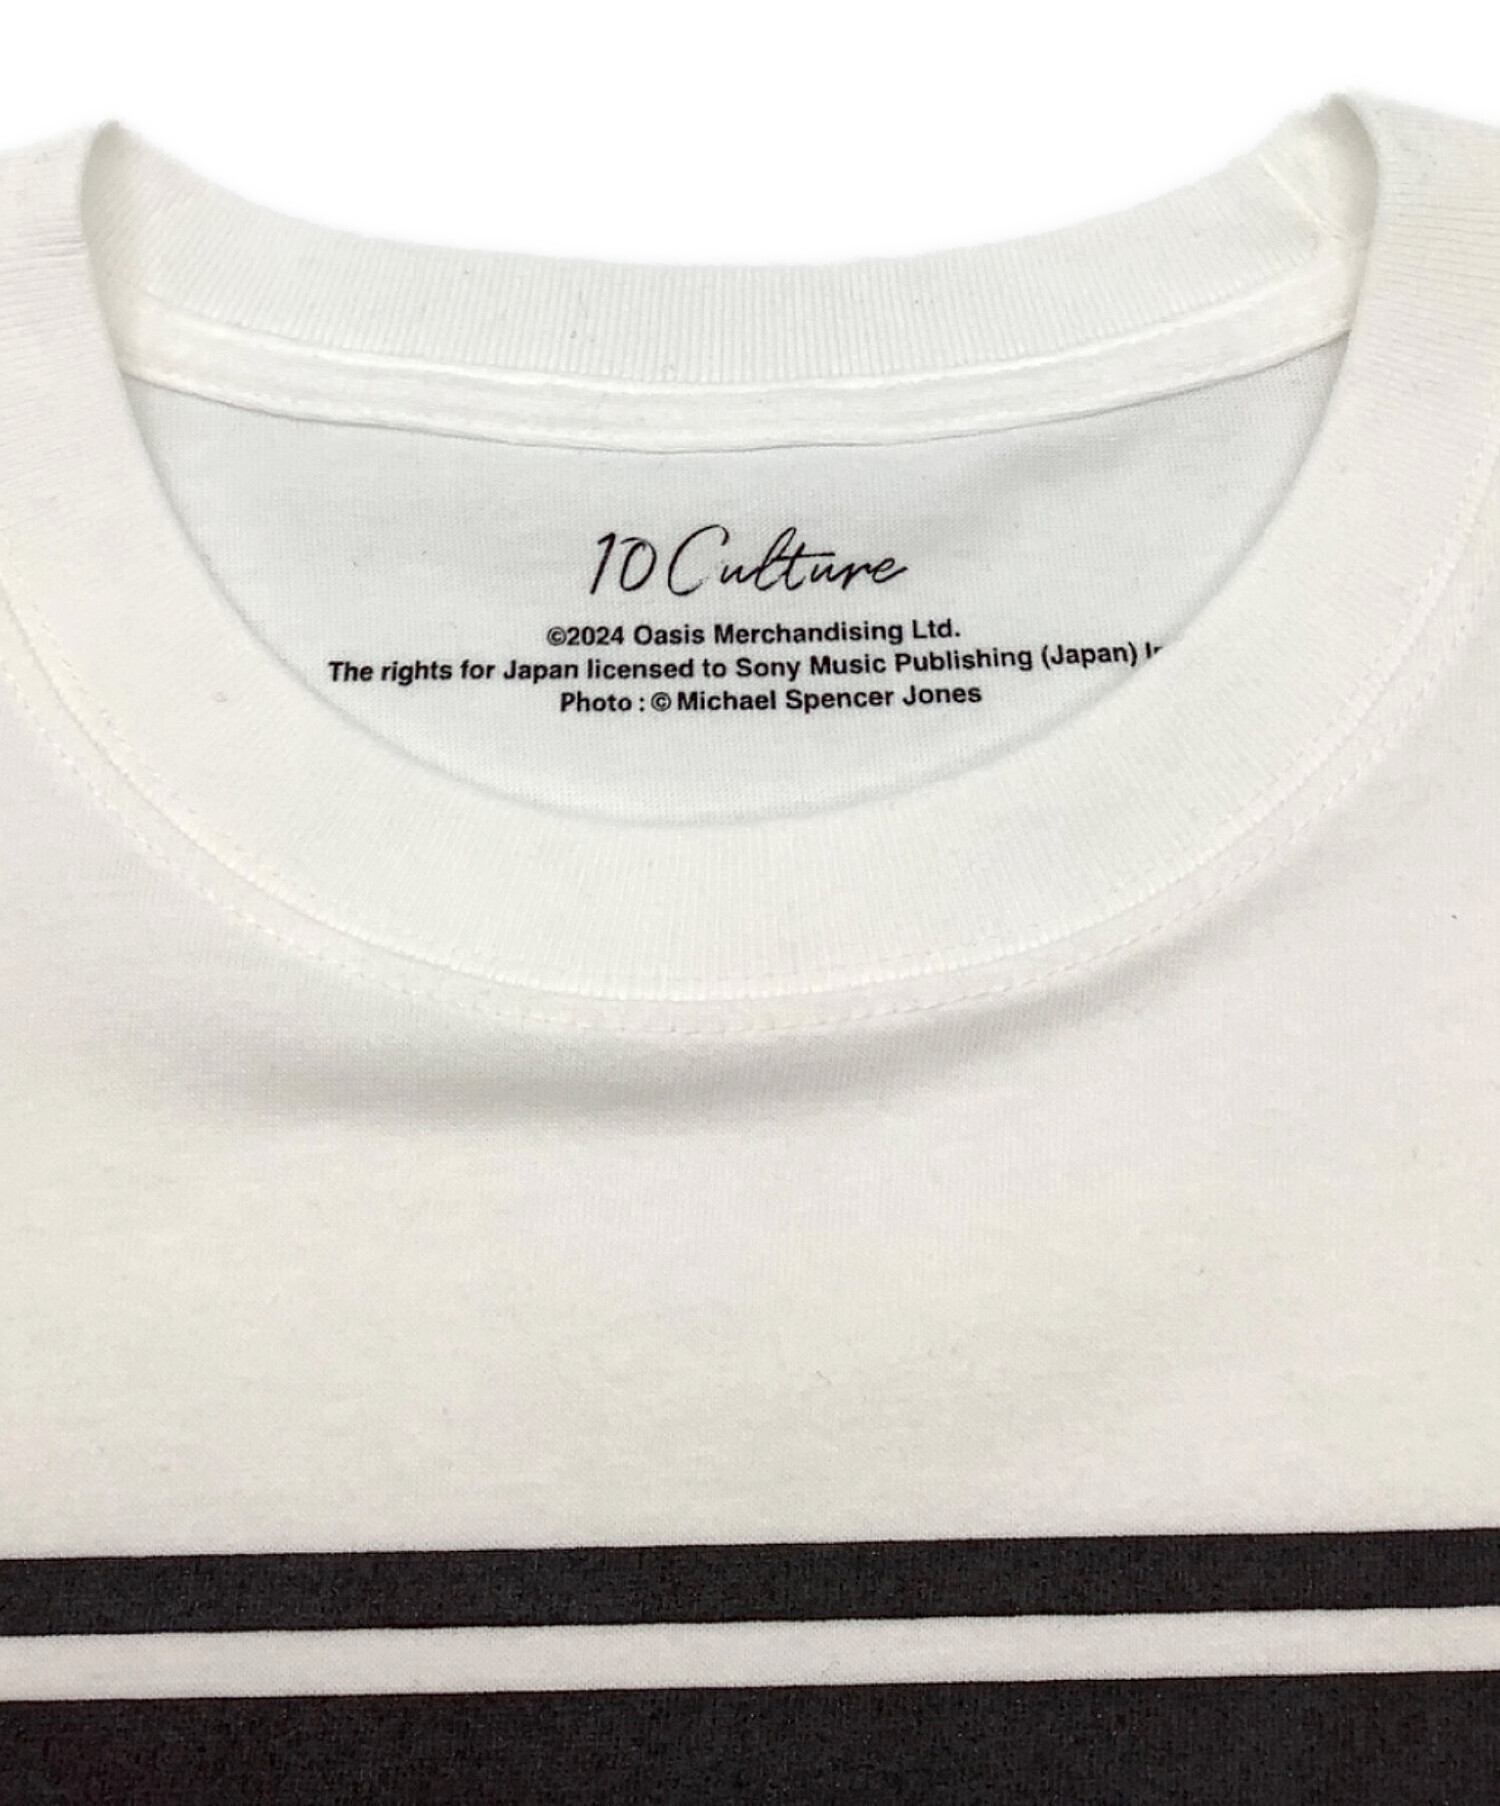 10 Culture
©2024 Oasis Merchandising Ltd.
The rights for Japan licensed to Sony Music Publishing (Japan)
Photo : © Michael Spencer Jones